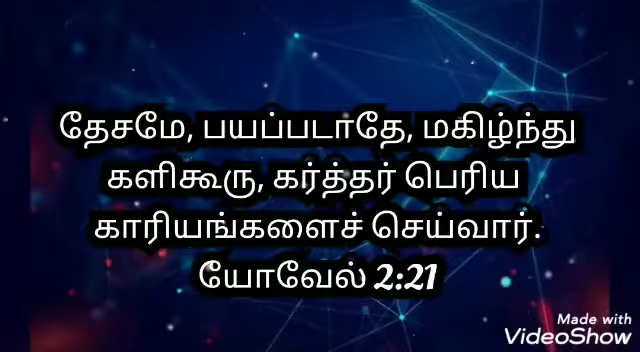 தேசமே, பயப்படாதே, மகிழ்ந்து
களிகூரு, கர்த்தர் பெரிய
காரியங்களைச் செய்வார்.
யோவேல் 2:21
Made with
VideoShow